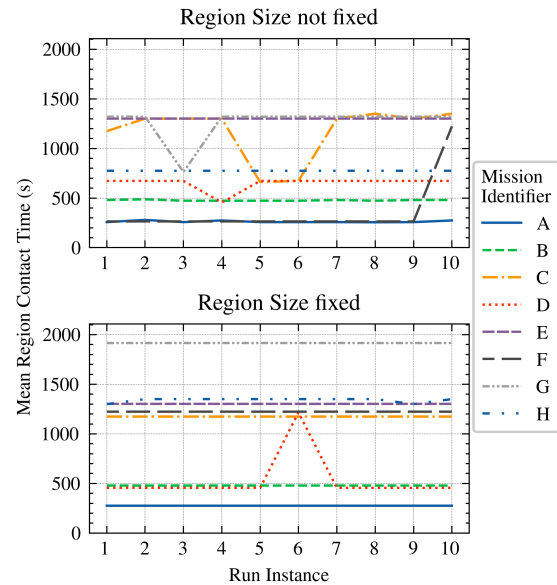 Region Size not fixed
2000
1500
1000
500
0
1 2 3 4 5 6 7 8 9 10
Mean Region Contact Time (s)
Region Size fixed
2000
1500
1000
500
0
1 2 3 4 5 6 7 8 9 10
Run Instance
Mission
Identifier
A
B
C
D
E
F
G
H